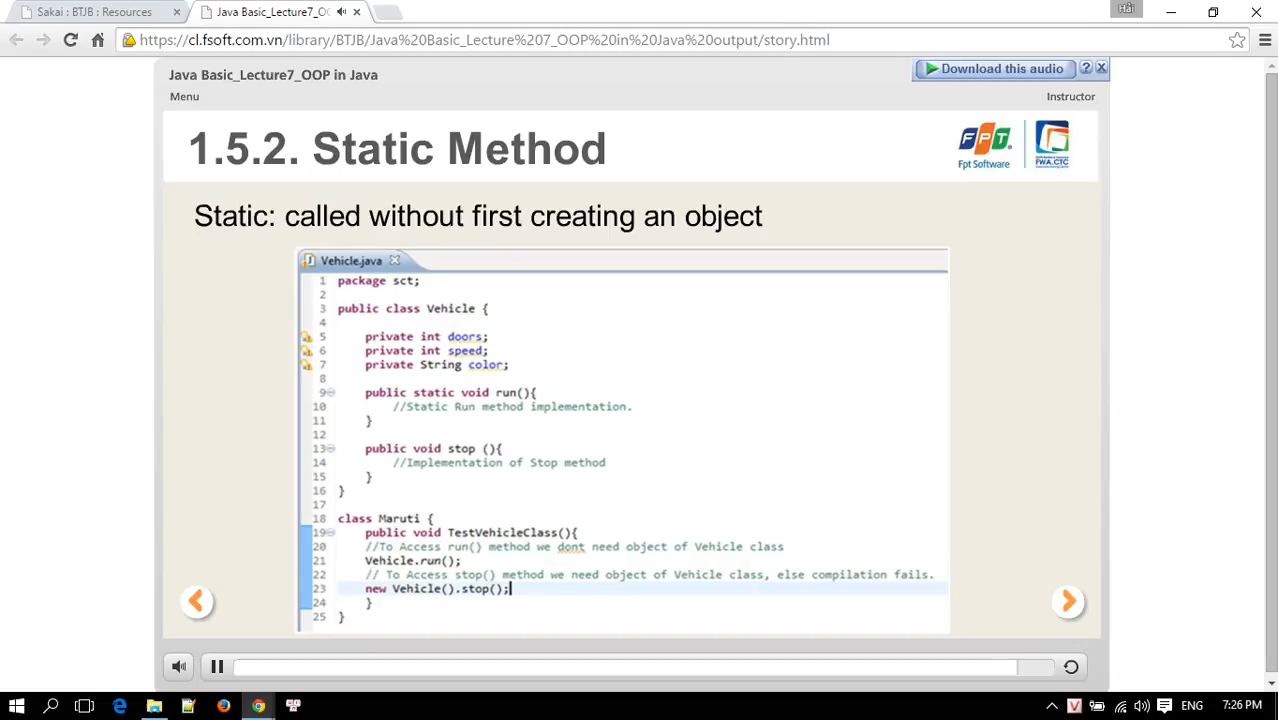 Sakai : BTJB : Resources
Java Basic_Lecture7_OO
Hải
https://cl.fsoft.com.vn/library/BTJB/Java%20Basic_Lecture%207_OOP%20in%20Java%20output/story.html
Java Basic_Lecture7_OOP in Java
Download this audio
?
Menu
Instructor
1.5.2. Static Method
FPT
Fpt Software
FWA.CTC
Static: called without first creating an object
Vehicle.java
1 package sct;
2
3 public class Vehicle {
4
5 private int doors;
6 private int speed;
7 private String color;
8
9 public static void run(){
10 //Static Run method implementation.
11 }
12
13 public void stop (){
14 //Implementation of Stop method
15 }
16 }
17
18 class Maruti {
19 public void TestVehicleClass(){
20 //To Access run() method we dont need object of Vehicle class
21 Vehicle.run();
22 // To Access stop() method we need object of Vehicle class, else compilation fails.
23 new Vehicle().stop();
24 }
25 }
ENG
7:26 PM